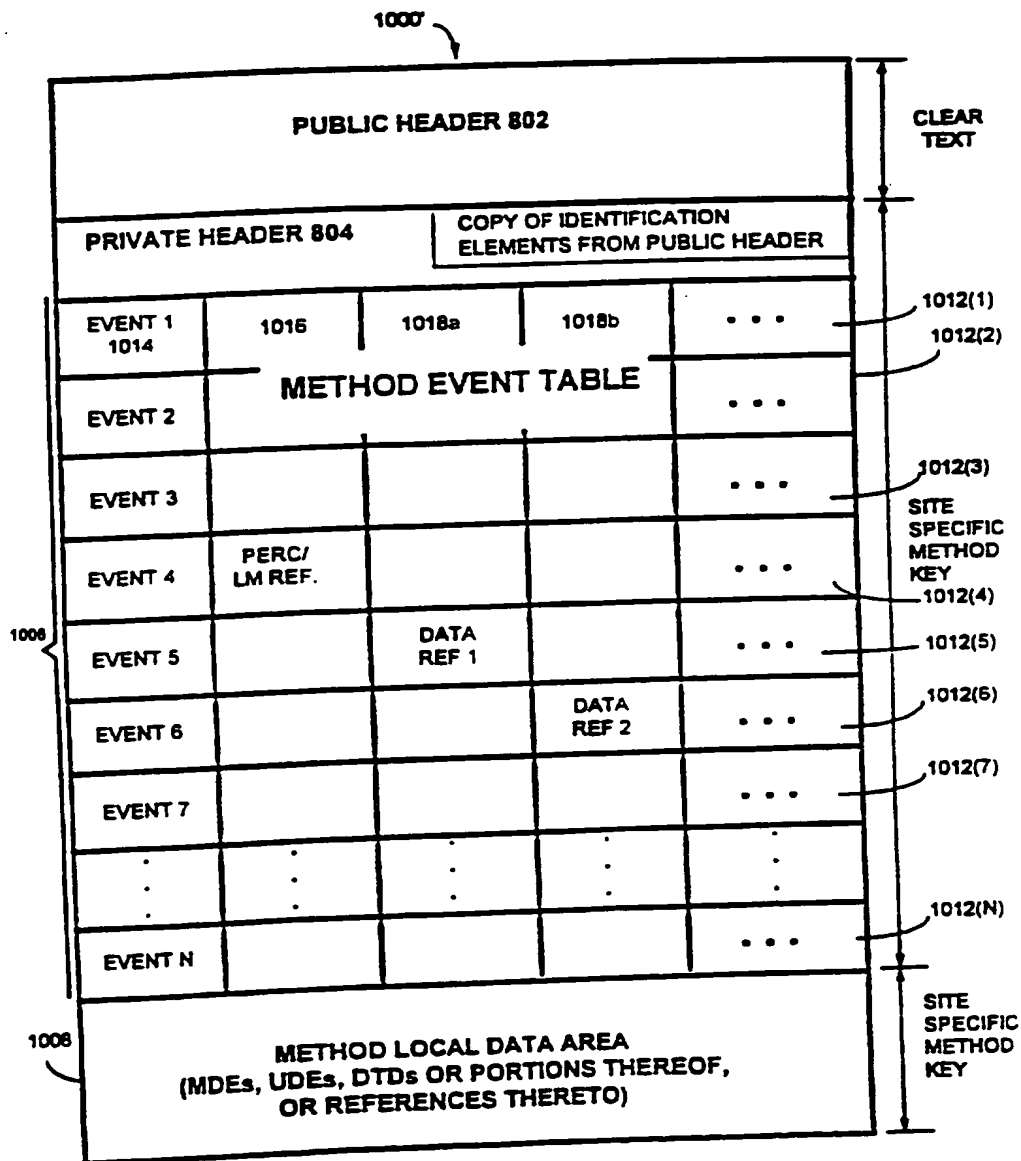 1000'
PUBLIC HEADER 802
CLEAR
TEXT
PRIVATE HEADER 804
COPY OF IDENTIFICATION
ELEMENTS FROM PUBLIC HEADER
EVENT 1
1014
1016
1018a
1018b
• • •
1012(1)
1012(2)
METHOD EVENT TABLE
EVENT 2
• • •
EVENT 3
• • •
1012(3)
SITE
SPECIFIC
METHOD
KEY
EVENT 4
PERC/
LM REF.
• • •
1012(4)
1006
EVENT 5
DATA
REF 1
• • •
1012(5)
EVENT 6
DATA
REF 2
• • •
1012(6)
EVENT 7
• • •
1012(7)
EVENT N
• • •
1012(N)
1008
METHOD LOCAL DATA AREA
(MDEs, UDEs, DTDs OR PORTIONS THEREOF,
OR REFERENCES THERETO)
SITE
SPECIFIC
METHOD
KEY